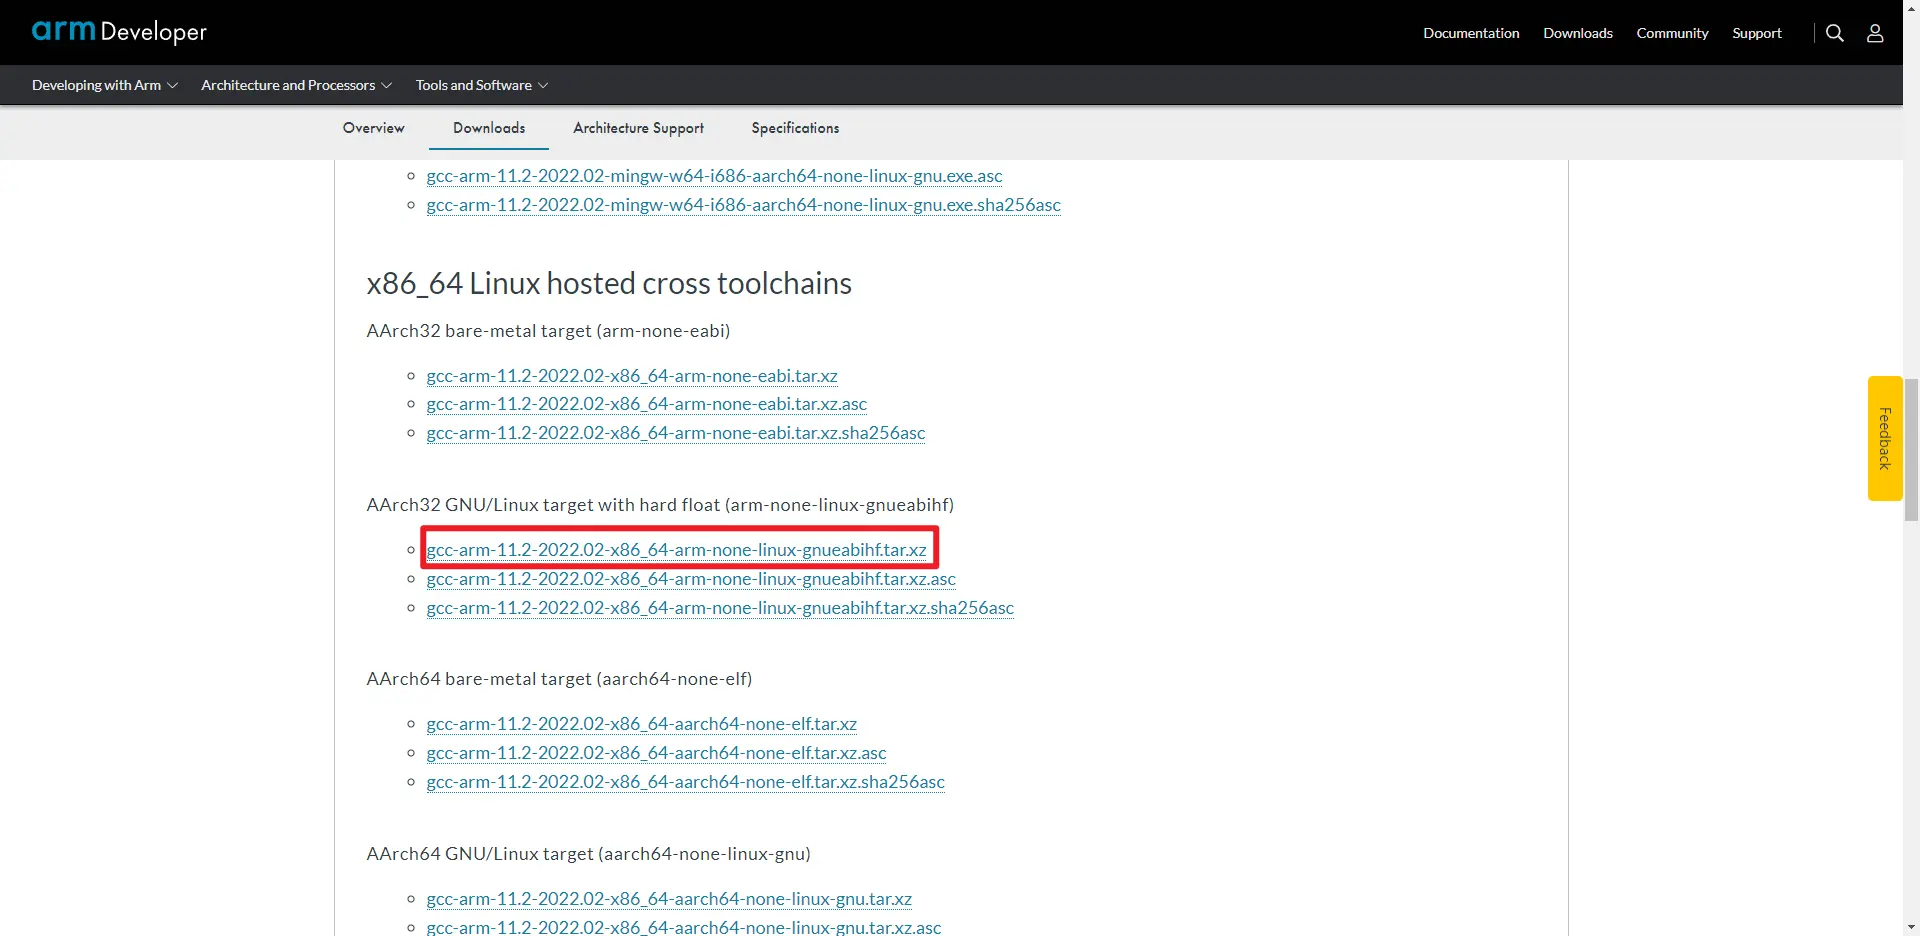 arm Developer
Documentation Downloads Community Support
Developing with Arm Architecture and Processors Tools and Software
Overview Downloads Architecture Support Specifications
gcc-arm-11.2-2022.02-mingw-w64-i686-aarch64-none-linux-gnu.exe.asc
gcc-arm-11.2-2022.02-mingw-w64-i686-aarch64-none-linux-gnu.exe.sha256asc
x86_64 Linux hosted cross toolchains
AArch32 bare-metal target (arm-none-eabi)
gcc-arm-11.2-2022.02-x86_64-arm-none-eabi.tar.xz
gcc-arm-11.2-2022.02-x86_64-arm-none-eabi.tar.xz.asc
gcc-arm-11.2-2022.02-x86_64-arm-none-eabi.tar.xz.sha256asc
Feedback
AArch32 GNU/Linux target with hard float (arm-none-linux-gnueabihf)
gcc-arm-11.2-2022.02-x86_64-arm-none-linux-gnueabihf.tar.xz
gcc-arm-11.2-2022.02-x86_64-arm-none-linux-gnueabihf.tar.xz.asc
gcc-arm-11.2-2022.02-x86_64-arm-none-linux-gnueabihf.tar.xz.sha256asc
AArch64 bare-metal target (aarch64-none-elf)
gcc-arm-11.2-2022.02-x86_64-aarch64-none-elf.tar.xz
gcc-arm-11.2-2022.02-x86_64-aarch64-none-elf.tar.xz.asc
gcc-arm-11.2-2022.02-x86_64-aarch64-none-elf.tar.xz.sha256asc
AArch64 GNU/Linux target (aarch64-none-linux-gnu)
gcc-arm-11.2-2022.02-x86_64-aarch64-none-linux-gnu.tar.xz
gcc-arm-11.2-2022.02-x86_64-aarch64-none-linux-gnu.tar.xz.asc